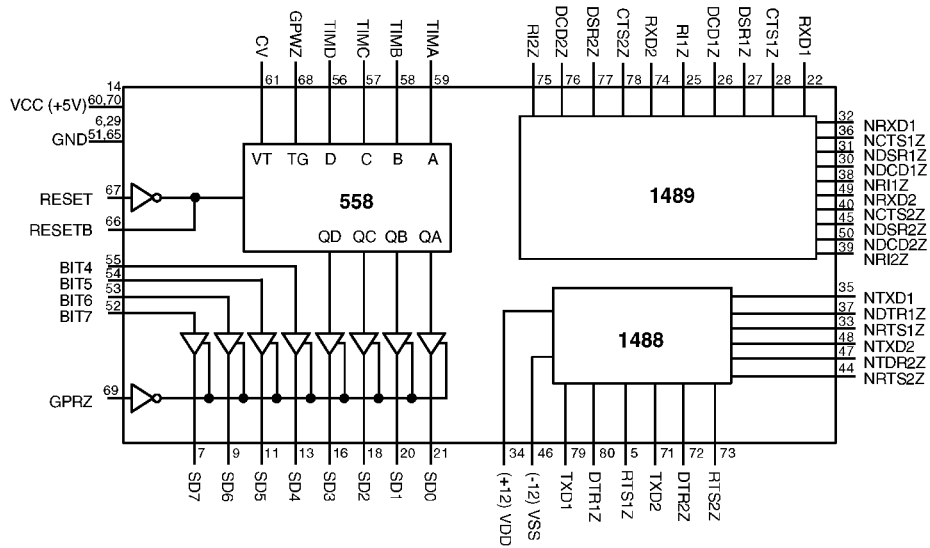 CV
GPWZ
TIMD
TIMC
TIMB
TIMA
RI2Z
DCD2Z
DSR2Z
CTS2Z
RXD2
RI1Z
DCD1Z
DSR1Z
CTS1Z
RXD1
61
68
56
57
58
59
75
76
77
78
74
25
26
27
28
22
14
VCC (+5V)
60,70
6,29
GND
51,65
VT TG D C B A
558
QD QC QB QA
RESET
67
RESETB
66
1489
32
NRXD1
36
NCTS1Z
31
NDSR1Z
30
NDCD1Z
38
NRI1Z
49
NRXD2
40
NCTS2Z
45
NDSR2Z
50
NDCD2Z
39
NRI2Z
BIT4
55
BIT5
54
BIT6
53
BIT7
52
1488
35
NTXD1
37
NDTR1Z
33
NRTS1Z
48
NTXD2
47
NTDR2Z
44
NRTS2Z
GPRZ
69
7
9
11
13
16
18
20
21
34
46
79
80
5
71
72
73
SD7
SD6
SD5
SD4
SD3
SD2
SD1
SD0
(+12) VDD
(-12) VSS
TXD1
DTR1Z
RTS1Z
TXD2
DTR2Z
RTS2Z